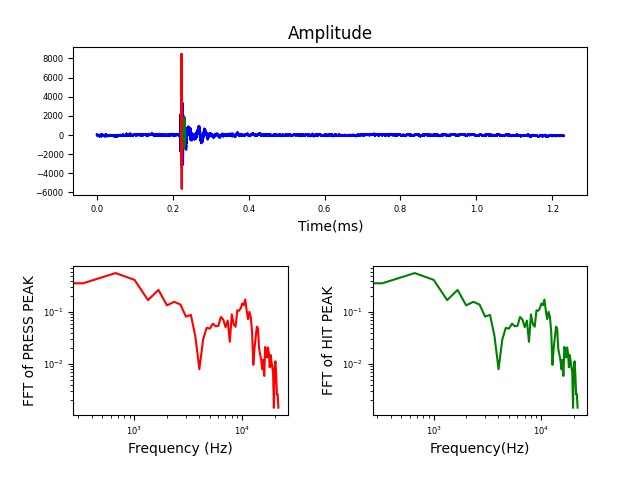 Amplitude
8000
6000
4000
2000
0
−2000
−4000
−6000
0.0 0.2 0.4 0.6 0.8 1.0 1.2
Time(ms)
FFT of PRESS PEAK
10⁻¹
10⁻²
10³ 10⁴
Frequency (Hz)
FFT of HIT PEAK
10⁻¹
10⁻²
10³ 10⁴
Frequency(Hz)